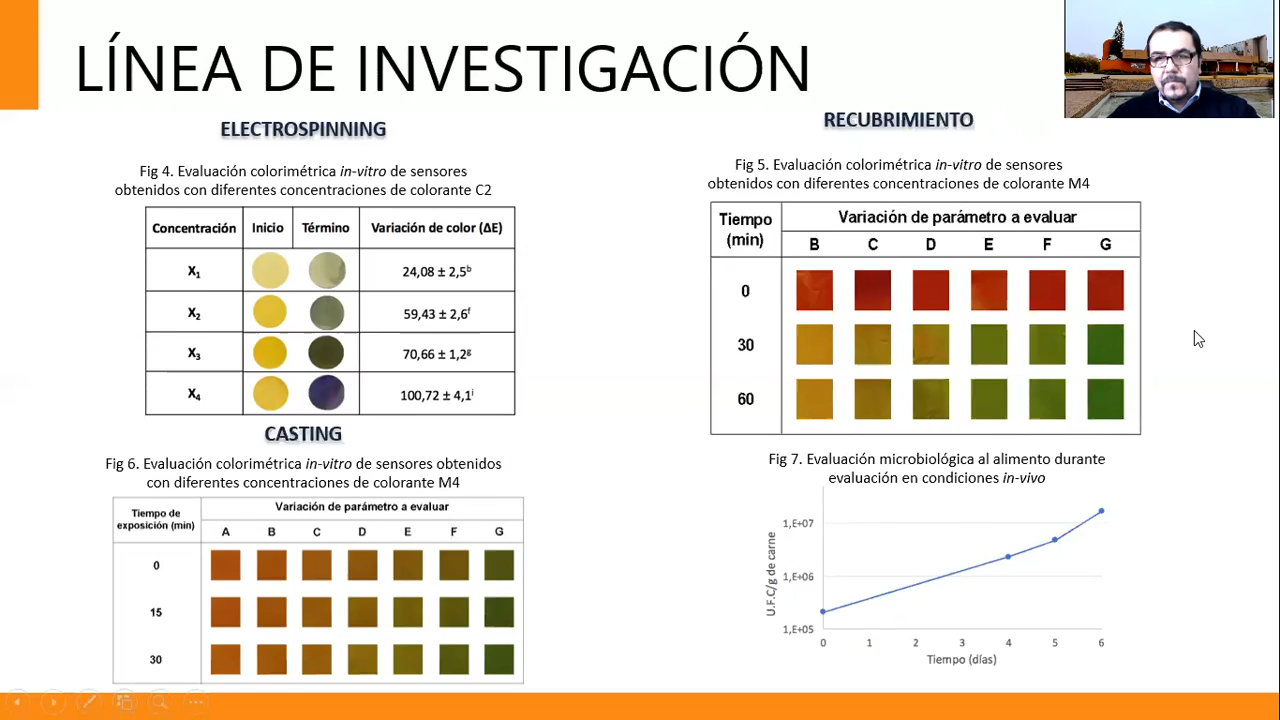 LÍNEA DE INVESTIGACIÓN
ELECTROSPINNING
Fig 4. Evaluación colorimétrica in-vitro de sensores
obtenidos con diferentes concentraciones de colorante C2
Concentración Inicio Término Variación de color (ΔE)
X₁ 24,08 ± 2,5ᵇ
X₂ 59,43 ± 2,6ᶠ
X₃ 70,66 ± 1,2ᵍ
X₄ 100,72 ± 4,1ⁱ
CASTING
Fig 6. Evaluación colorimétrica in-vitro de sensores obtenidos
con diferentes concentraciones de colorante M4
Tiempo de
exposición (min)
Variación de parámetro a evaluar
A B C D E F G
0
15
30
RECUBRIMIENTO
Fig 5. Evaluación colorimétrica in-vitro de sensores
obtenidos con diferentes concentraciones de colorante M4
Tiempo
(min)
Variación de parámetro a evaluar
B C D E F G
0
30
60
Fig 7. Evaluación microbiológica al alimento durante
evaluación en condiciones in-vivo
U.F.C/g de carne
1,E+07
1,E+06
1,E+05
0 1 2 3 4 5 6
Tiempo (días)